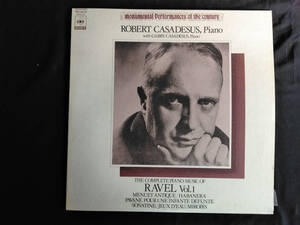 CBS
monumental Performances of the century
ROBERT CASADESUS, Piano
with GABY CASADESUS, Piano
THE COMPLETE PIANO MUSIC OF
RAVEL Vol.1
MENUET ANTIQUE · HABANERA
PAVANE POUR UNE INFANTE DEFUNTE
SONATINE · JEUX D'EAU · MIROIRS